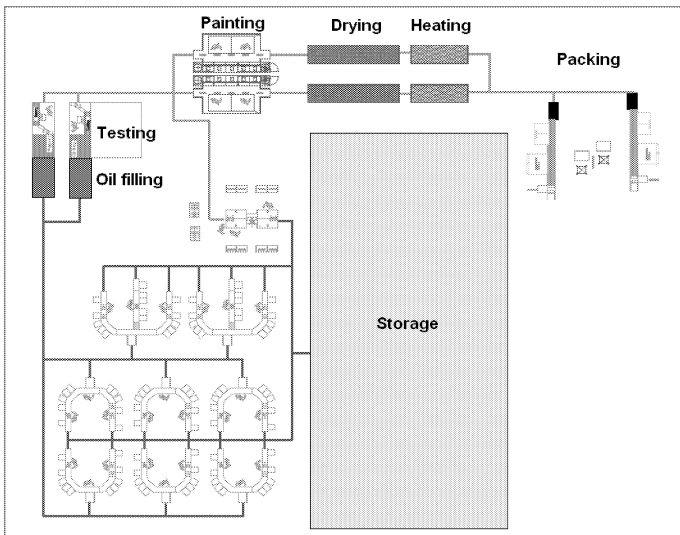 Painting
Drying
Heating
Packing
Testing
Oil filling
Storage